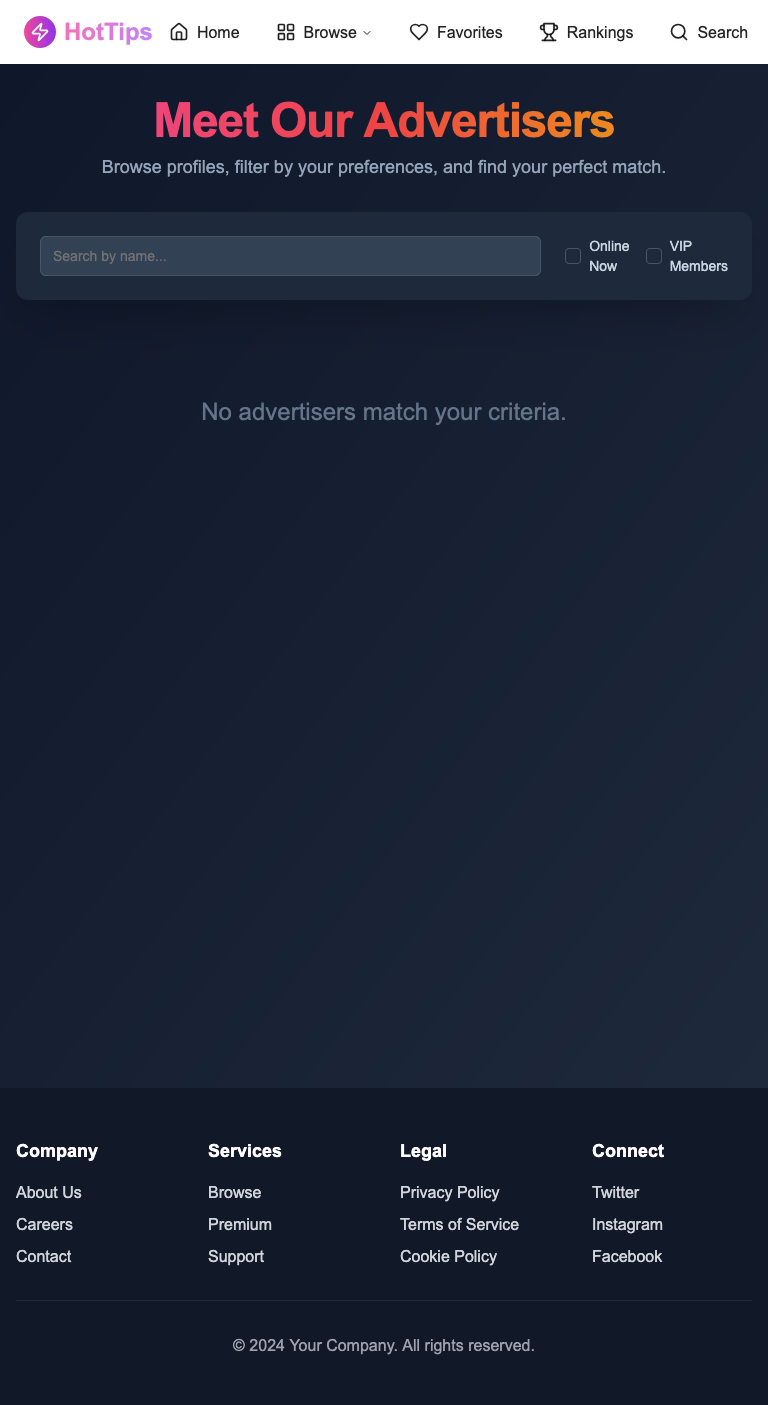 HotTips Home Browse Favorites Rankings Search
Meet Our Advertisers
Browse profiles, filter by your preferences, and find your perfect match.
Search by name...
Online
Now
VIP
Members
No advertisers match your criteria.
Company
About Us
Careers
Contact
Services
Browse
Premium
Support
Legal
Privacy Policy
Terms of Service
Cookie Policy
Connect
Twitter
Instagram
Facebook
© 2024 Your Company. All rights reserved.